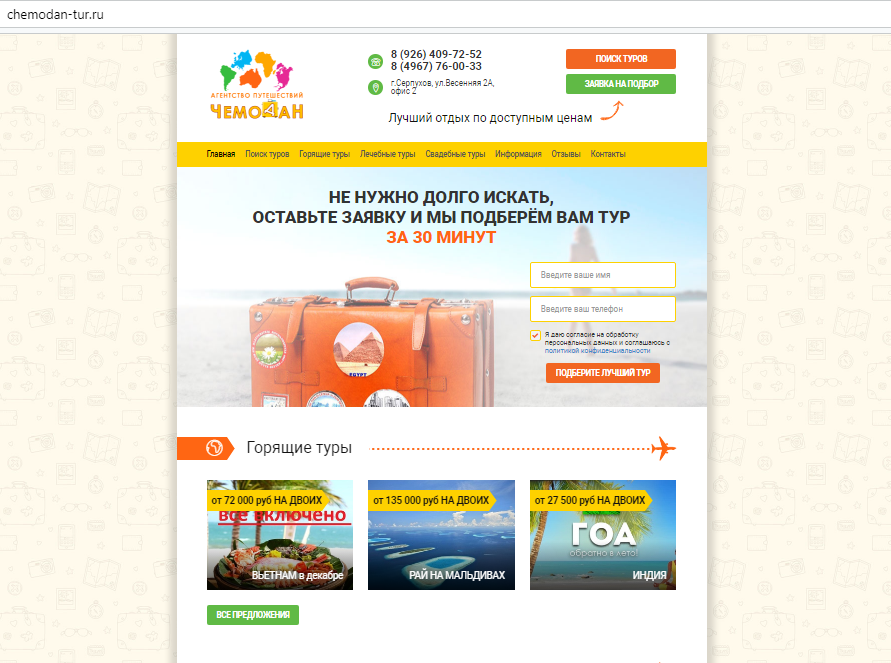 chemodan-tur.ru
АГЕНТСТВО ПУТЕШЕСТВИЙ
ЧЕМОДАН
8 (926) 409-72-52
8 (4967) 76-00-33
г.Серпухов, ул.Весенняя 2А,
офис 2
Лучший отдых по доступным ценам
ПОИСК ТУРОВ
ЗАЯВКА НА ПОДБОР
Главная Поиск туров Горящие туры Лечебные туры Свадебные туры Информация Отзывы Контакты
НЕ НУЖНО ДОЛГО ИСКАТЬ,
ОСТАВЬТЕ ЗАЯВКУ И МЫ ПОДБЕРЁМ ВАМ ТУР
ЗА 30 МИНУТ
Введите ваше имя
Введите ваш телефон
Я даю согласие на обработку
персональных данных и соглашаюсь с
политикой конфиденциальности
ПОДБЕРИТЕ ЛУЧШИЙ ТУР
EGYPT
Горящие туры
от 72 000 руб НА ДВОИХ
все включено
ВЬЕТНАМ в декабре
от 135 000 руб НА ДВОИХ
РАЙ НА МАЛЬДИВАХ
от 27 500 руб НА ДВОИХ
ГОА
обратно в лето!
ИНДИЯ
ВСЕ ПРЕДЛОЖЕНИЯ